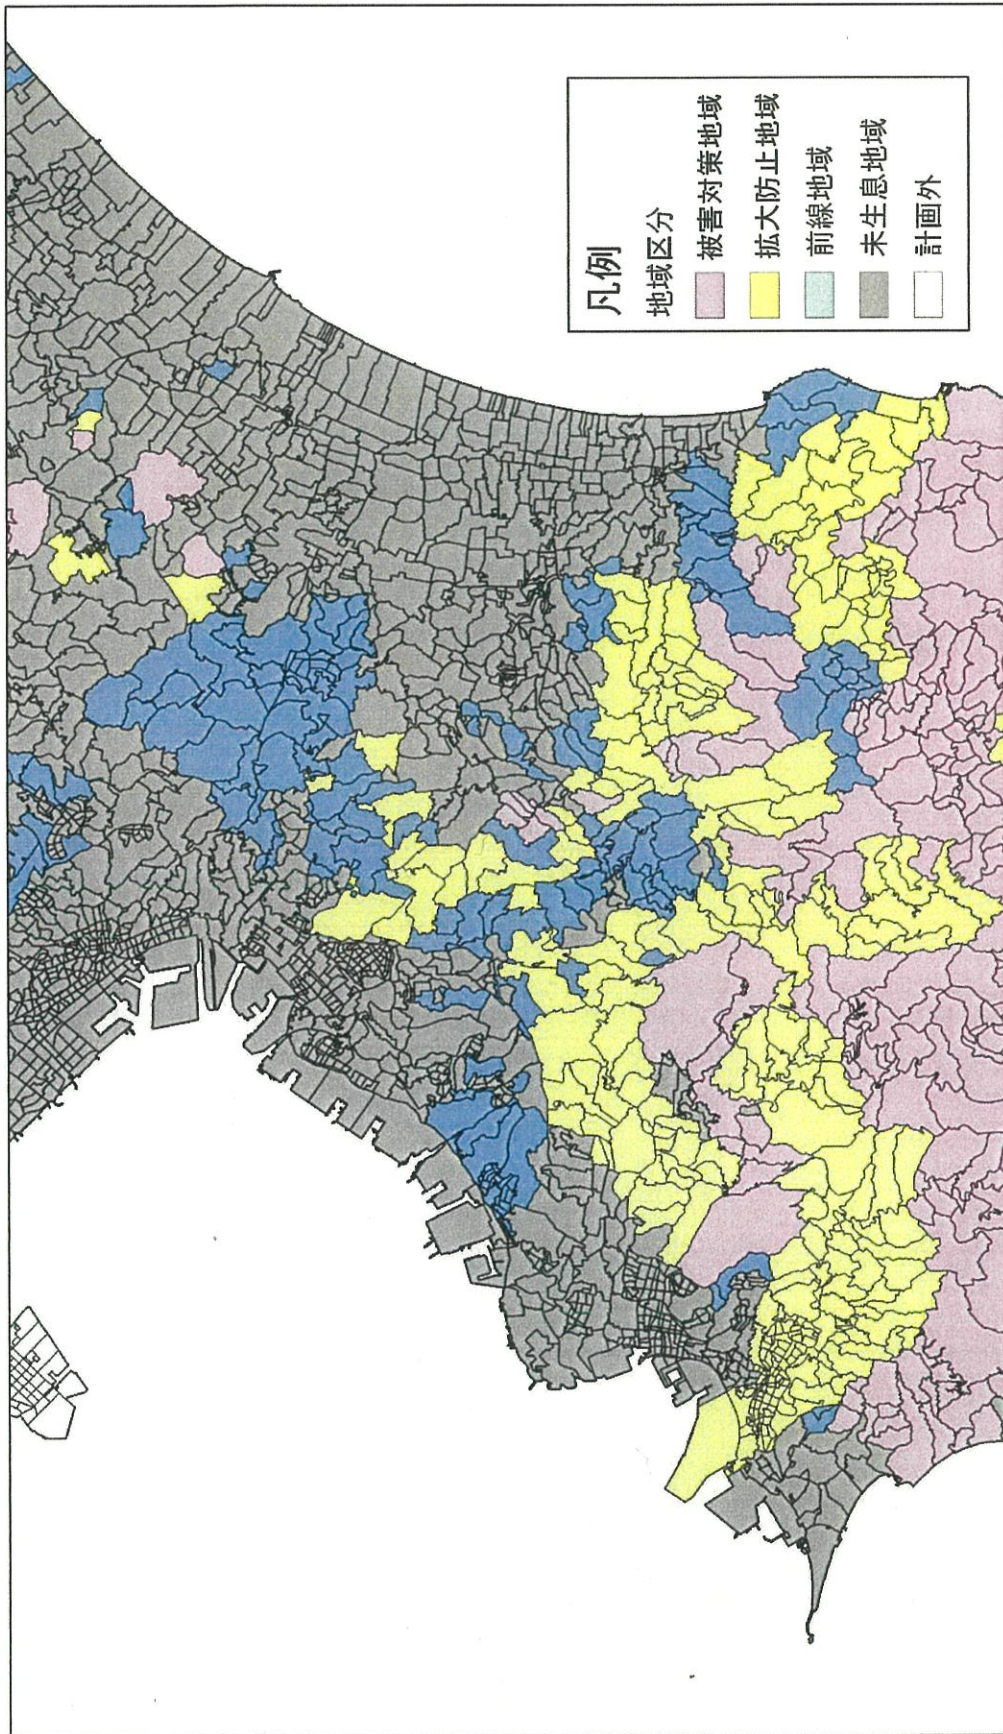 凡例
地域区分
被害対策地域
拡大防止地域
前線地域
未生息地域
計画外